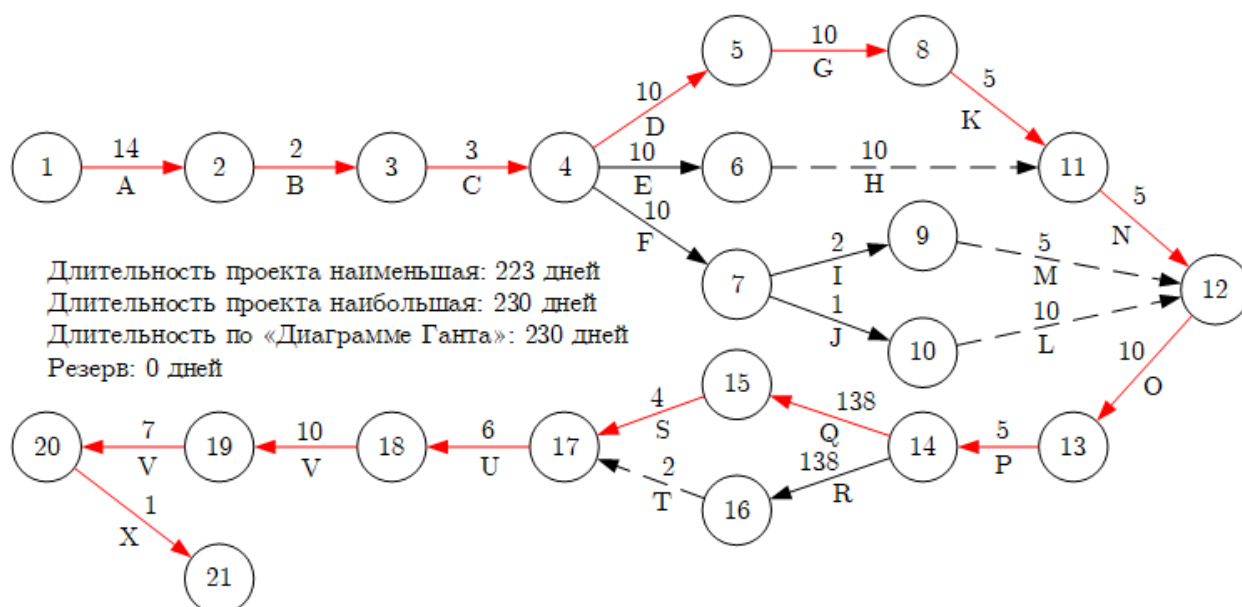 5
10
G
8
10
D
5
K
1
14
A
2
2
B
3
3
C
4
10
E
6
10
H
11
10
F
5
N
7
2
I
9
5
M
12
1
J
10
10
L
Длительность проекта наименьшая: 223 дней
Длительность проекта наибольшая: 230 дней
Длительность по «Диаграмме Ганта»: 230 дней
Резерв: 0 дней
10
O
20
7
V
19
10
V
18
6
U
17
4
S
15
138
Q
14
5
P
13
2
T
16
138
R
1
X
21